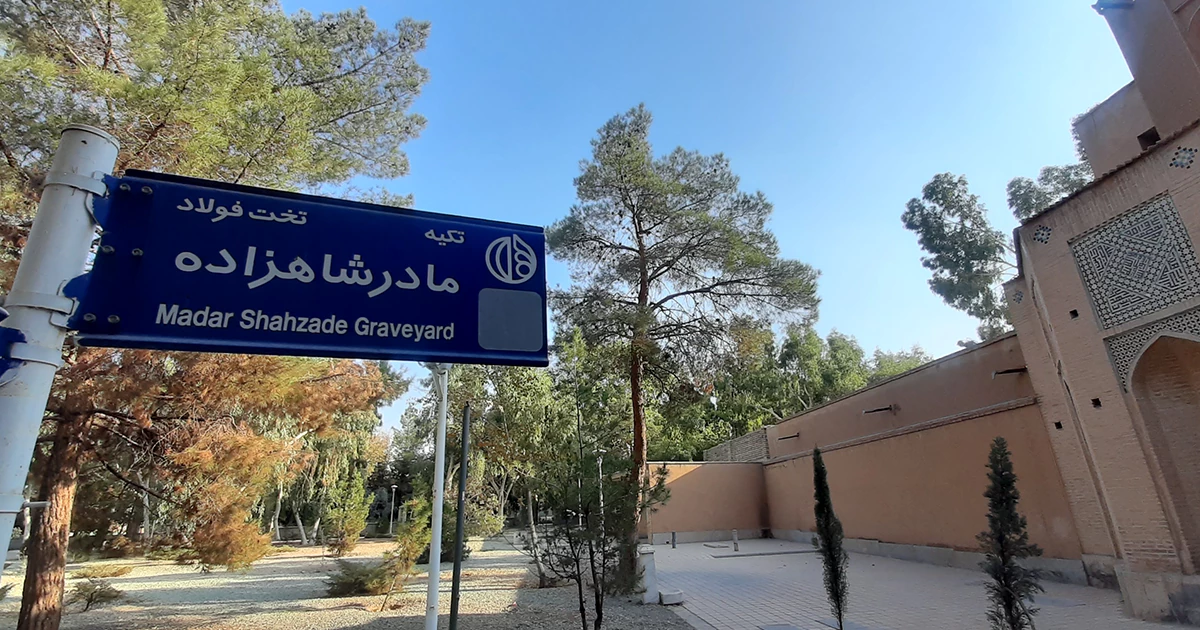 تخت فولاد
تکیه
مادرشاهزاده
Madar Shahzade Graveyard